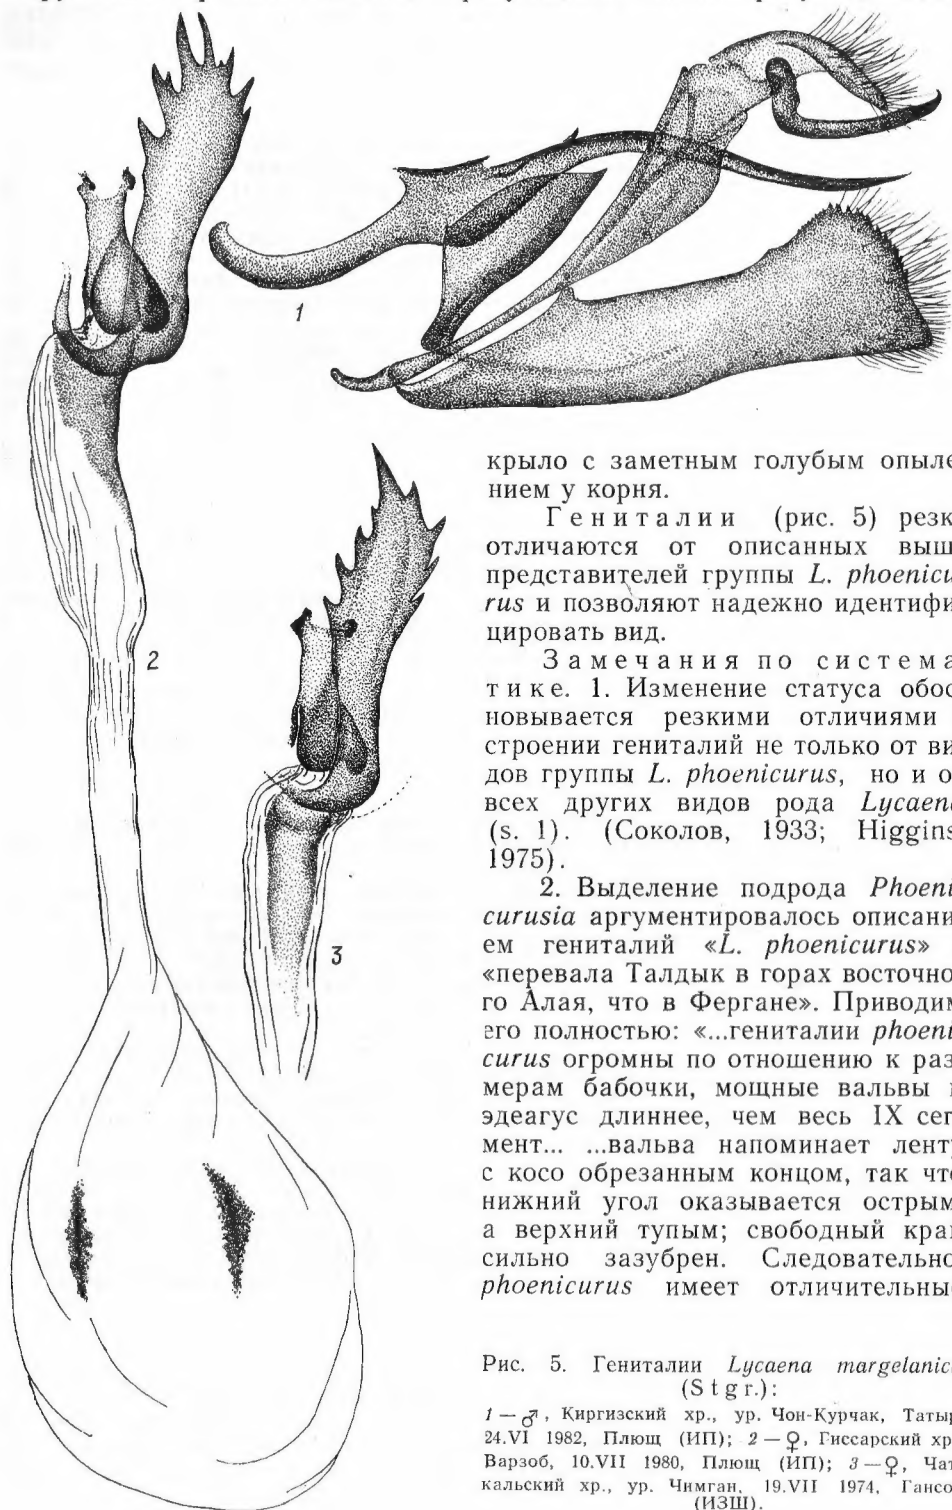 1
2
3
крыло с заметным голубым опыле
нием у корня.
Гениталии (рис. 5) резк
отличаются от описанных выш
представителей группы L. phoenicu
rus и позволяют надежно идентифи
цировать вид.
Замечания по система
тике. 1. Изменение статуса обос
новывается резкими отличиями
строении гениталий не только от ви
дов группы L. phoenicurus, но и о
всех других видов рода Lycaena
(s. l). (Соколов, 1933; Higgins
1975).
2. Выделение подрода Phoeni
curusia аргументировалось описани
ем гениталий «L. phoenicurus»
«перевала Талдык в горах восточно
го Алая, что в Фергане». Приводим
его полностью: «...гениталии phoeni
curus огромны по отношению к раз
мерам бабочки, мощные вальвы
эдеагус длиннее, чем весь IX сег
мент... ...вальва напоминает лент
с косо обрезанным концом, так что
нижний угол оказывается острым
а верхний тупым; свободный край
сильно зазубрен. Следовательно
phoenicurus имеет отличительны
Рис. 5. Гениталии Lycaena margelanic
(Stgr.):
1 — ♂, Киргизский хр., ур. Чон-Курчак, Татыр
24.VI 1982, Плющ (ИП); 2 — ♀, Гиссарский хр
Варзоб, 10.VII 1980, Плющ (ИП); 3 — ♀, Чат
кальский хр., ур. Чимган, 19.VII 1974, Гансо
(ИЗШ).